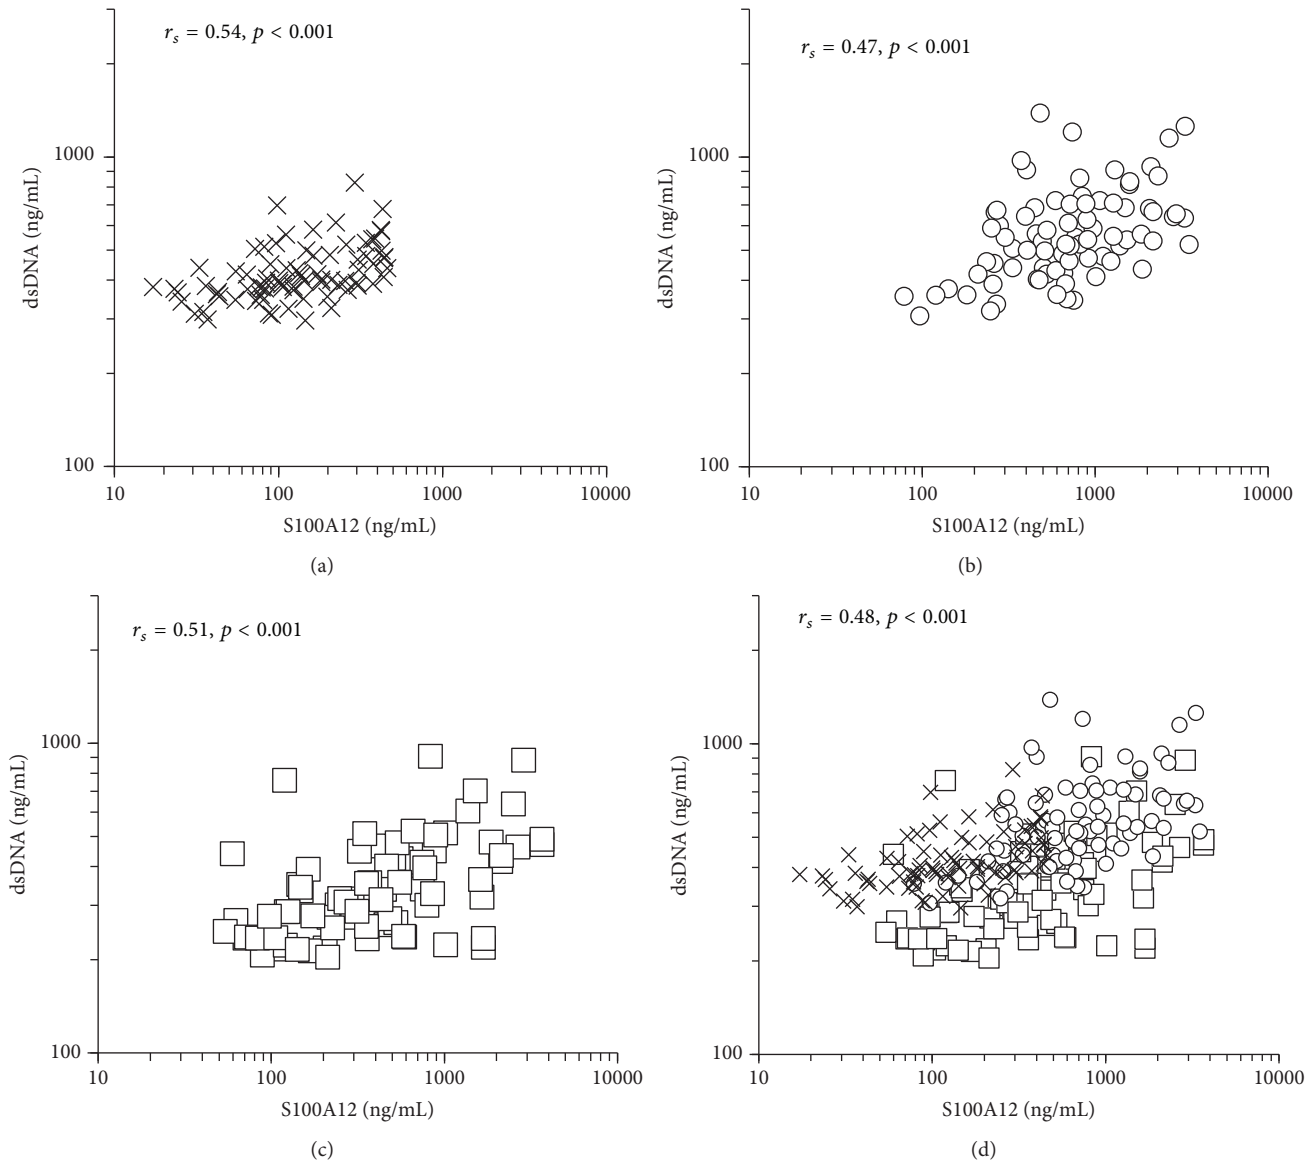 r_s = 0.54, p < 0.001
1000
100
dsDNA (ng/mL)
10 100 1000 10000
S100A12 (ng/mL)
(a)
r_s = 0.47, p < 0.001
1000
100
dsDNA (ng/mL)
10 100 1000 10000
S100A12 (ng/mL)
(b)
r_s = 0.51, p < 0.001
1000
100
dsDNA (ng/mL)
10 100 1000 10000
S100A12 (ng/mL)
(c)
r_s = 0.48, p < 0.001
1000
100
dsDNA (ng/mL)
10 100 1000 10000
S100A12 (ng/mL)
(d)